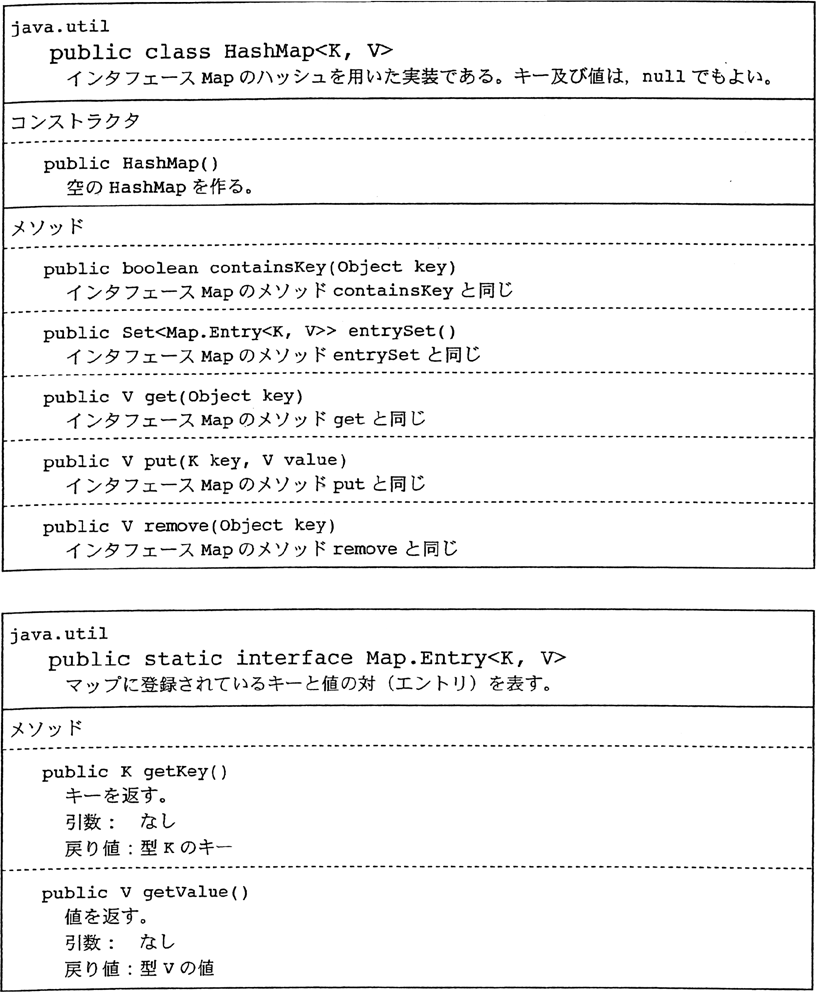 java.util
public class HashMap<K, V>
インタフェース Map のハッシュを用いた実装である。キー及び値は，null でもよい。
コンストラクタ
public HashMap()
空の HashMap を作る。
メソッド
public boolean containsKey(Object key)
インタフェース Map のメソッド containsKey と同じ
public Set<Map.Entry<K, V>> entrySet()
インタフェース Map のメソッド entrySet と同じ
public V get(Object key)
インタフェース Map のメソッド get と同じ
public V put(K key, V value)
インタフェース Map のメソッド put と同じ
public V remove(Object key)
インタフェース Map のメソッド remove と同じ
java.util
public static interface Map.Entry<K, V>
マップに登録されているキーと値の対（エントリ）を表す。
メソッド
public K getKey()
キーを返す。
引数：　なし
戻り値：型 K のキー
public V getValue()
値を返す。
引数：　なし
戻り値：型 V の値